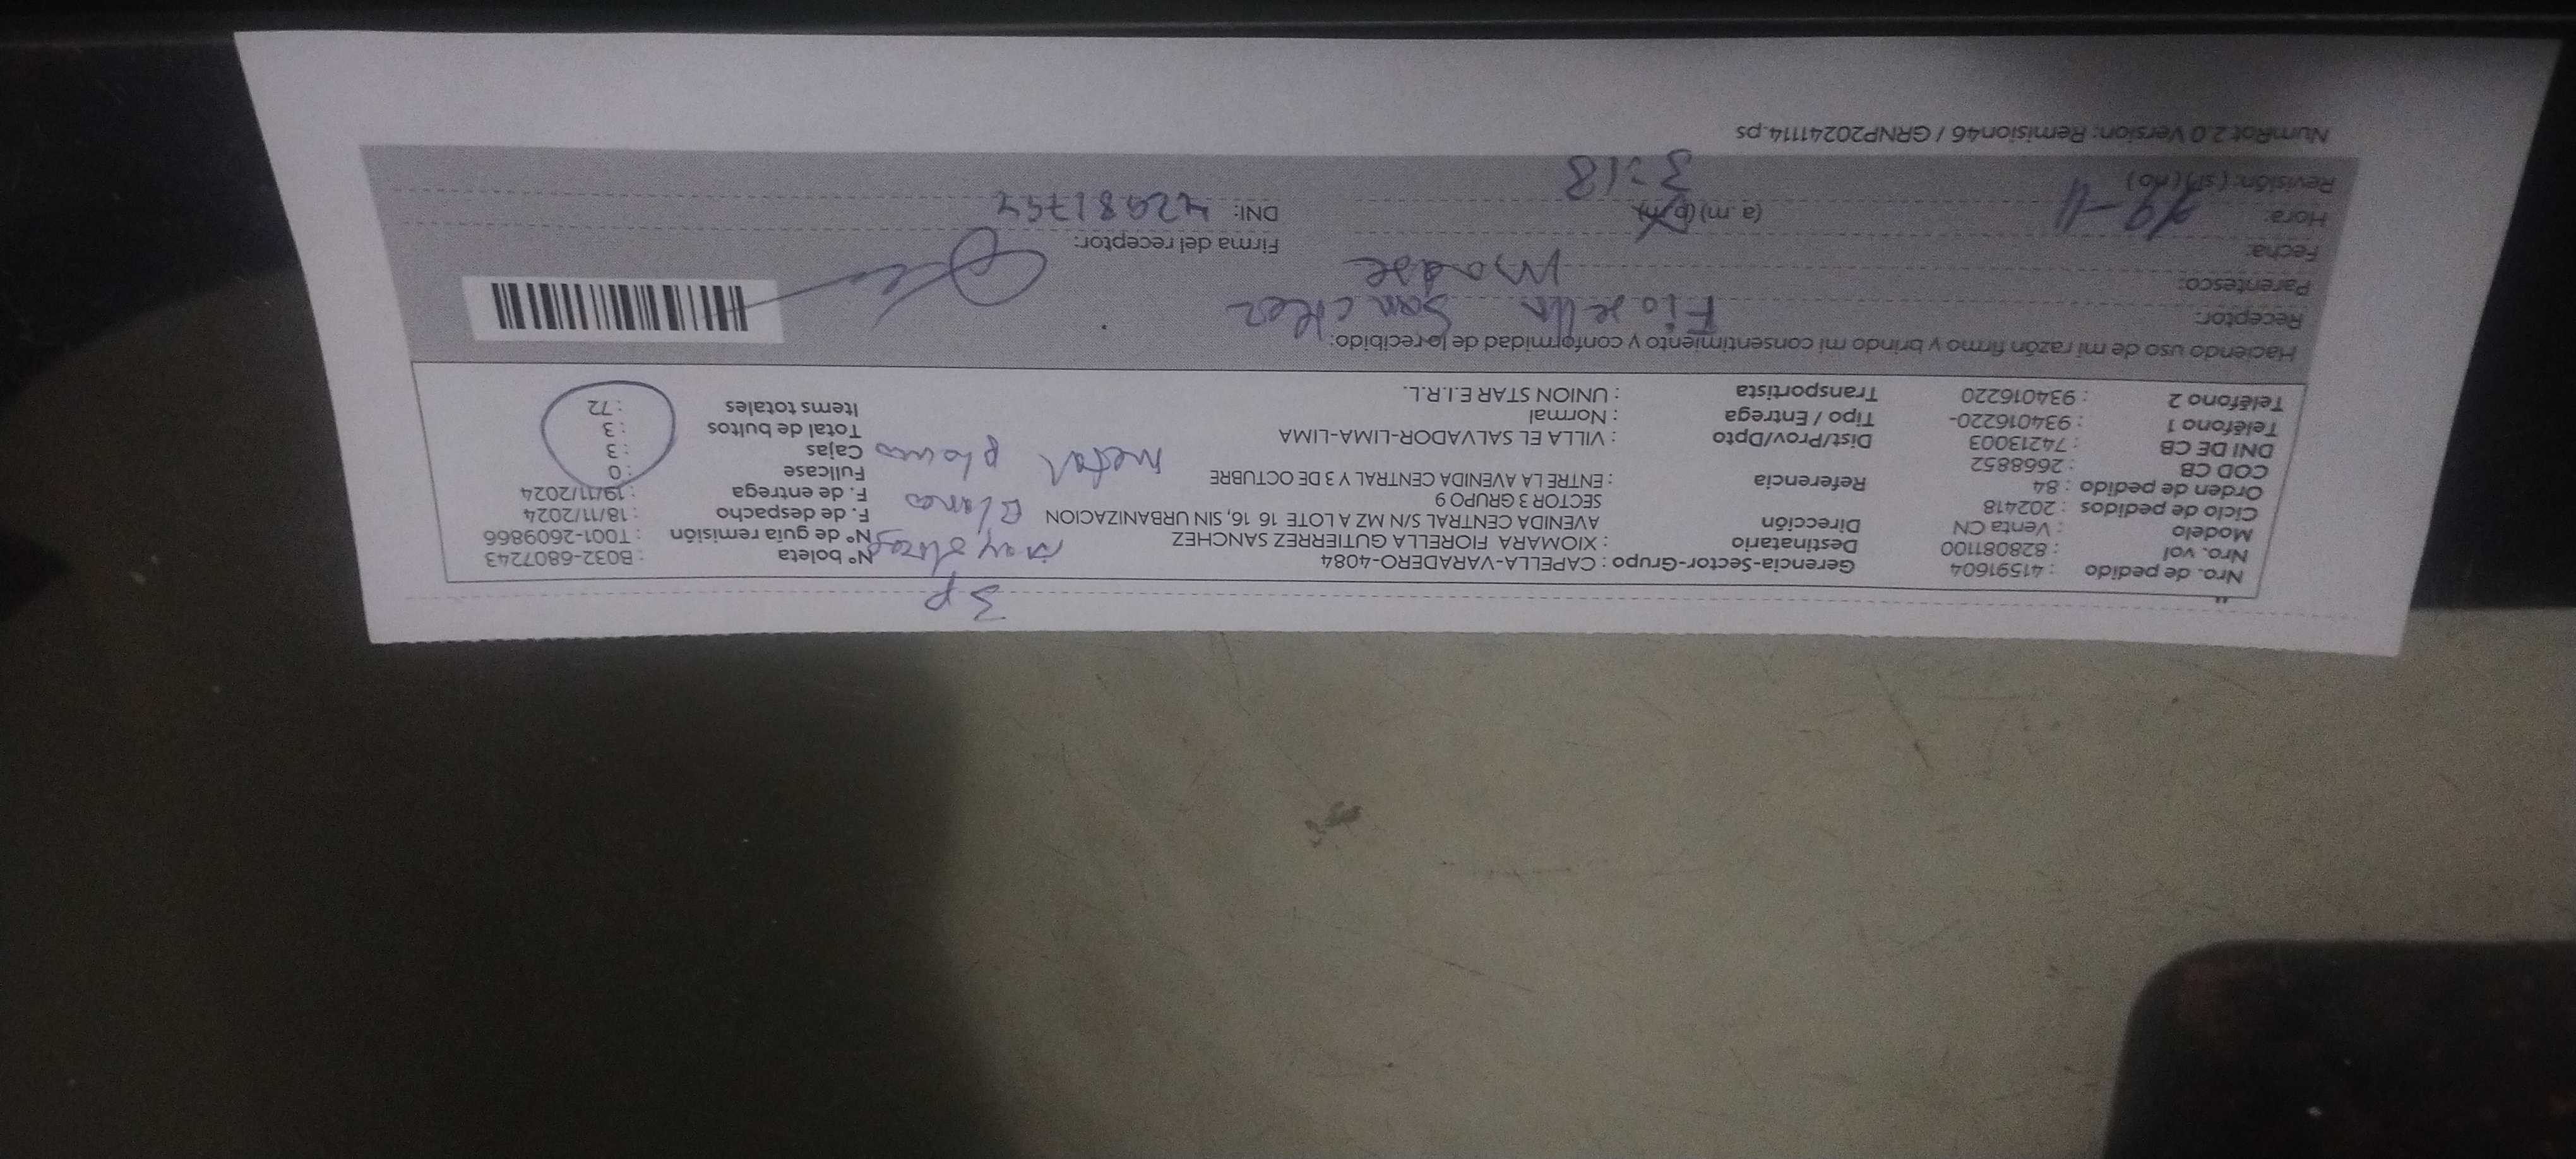 3P
Nro. de pedido : 41591604 Gerencia-Sector-Grupo : CAPELLA-VARADERO-4084 Nº boleta : B032-6807243
Nro. vol : 828081100 Destinatario : XIOMARA FIORELLA GUTIERREZ SANCHEZ Nº de guía remisión : T001-2609866
Modelo : Venta CN Dirección AVENIDA CENTRAL S/N MZ A LOTE 16 16, SIN URBANIZACION F. de despacho : 18/11/2024
Ciclo de pedidos : 202418 SECTOR 3 GRUPO 9 F. de entrega : 19/11/2024
Orden de pedido : 84 Referencia : ENTRE LA AVENIDA CENTRAL Y 3 DE OCTUBRE Fullcase : 0
COD CB : 2668852 metal Cajas : 3
DNI DE CB : 74213003 Dist/Prov/Dpto : VILLA EL SALVADOR-LIMA-LIMA Total de bultos : 3
Teléfono 1 : 934016220- Tipo / Entrega : Normal Items totales : 72
Teléfono 2 : 934016220 Transportista : UNION STAR E.I.R.L.
Haciendo uso de mi razón firmo y brindo mi consentimiento y conformidad de lo recibido:
Receptor: Fiorella Sanchez
Parentesco: Madre
Fecha: Firma del receptor:
Hora: 19-11 (a.m) (p.m) DNI: 42981744
Revisión: (sí) (no) 3:18
NumRot 2.0 Version: Remision46 / GRNP20241114.ps